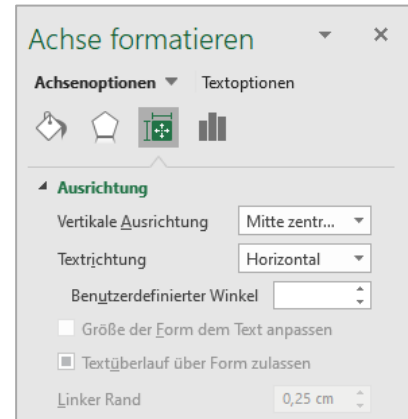 Achse formatieren
Achsenoptionen Textoptionen
Ausrichtung
Vertikale Ausrichtung Mitte zentr...
Textrichtung Horizontal
Benutzerdefinierter Winkel
Größe der Form dem Text anpassen
Textüberlauf über Form zulassen
Linker Rand 0,25 cm